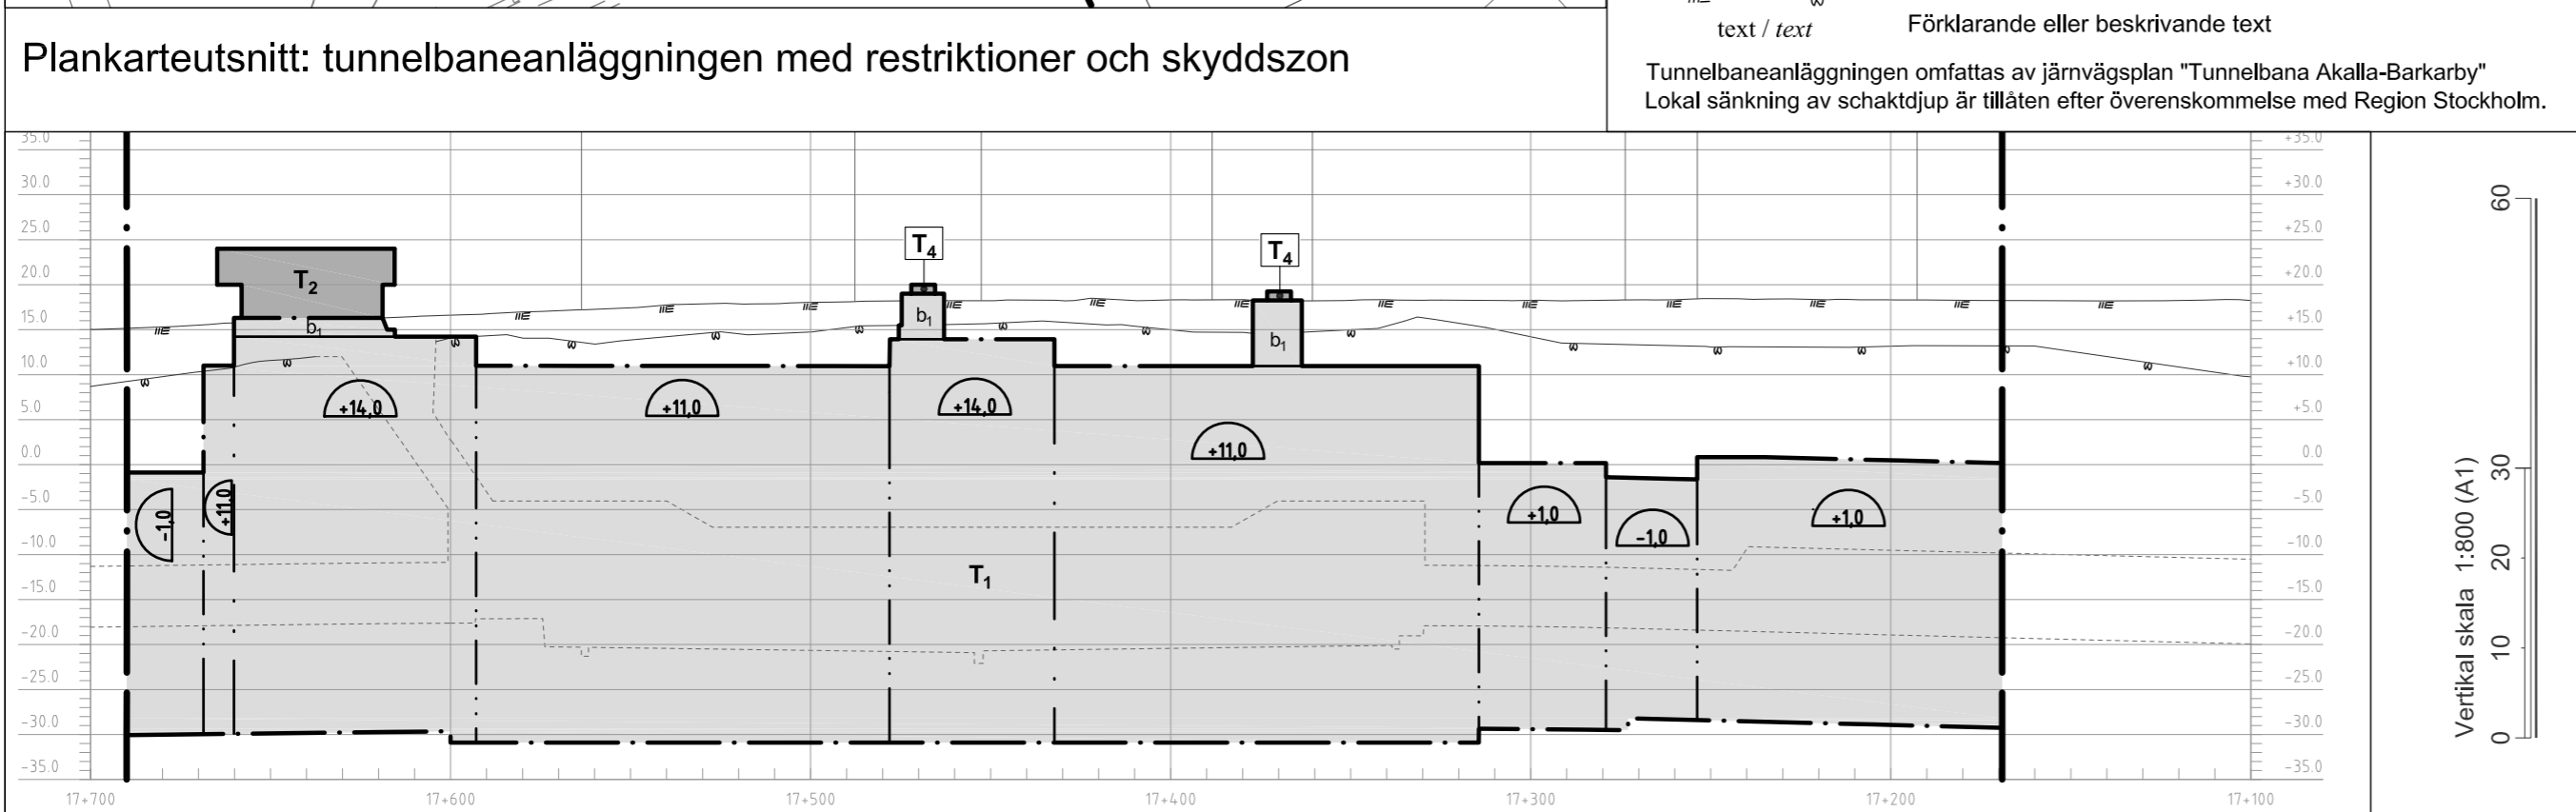 text / text Förklarande eller beskrivande text
Tunnelbaneanläggningen omfattas av järnvägsplan "Tunnelbana Akalla-Barkarby"
Lokal sänkning av schaktdjup är tillåten efter överenskommelse med Region Stockholm.
Plankarteutsnitt: tunnelbaneanläggningen med restriktioner och skyddszon
35.0 +35.0
30.0 +30.0
25.0 +25.0
20.0 +20.0
15.0 +15.0
10.0 +10.0
5.0 +5.0
0.0 0.0
-5.0 -5.0
-10.0 -10.0
-15.0 -15.0
-20.0 -20.0
-25.0 -25.0
-30.0 -30.0
-35.0 -35.0
T2
b1
T4
b1
T4
b1
+14,0
+11,0
+14,0
+11,0
-1,0
+11,0
+1,0
-1,0
+1,0
T1
17+700 17+600 17+500 17+400 17+300 17+200 17+100
Vertikal skala 1:800 (A1)
0 10 20 30 60